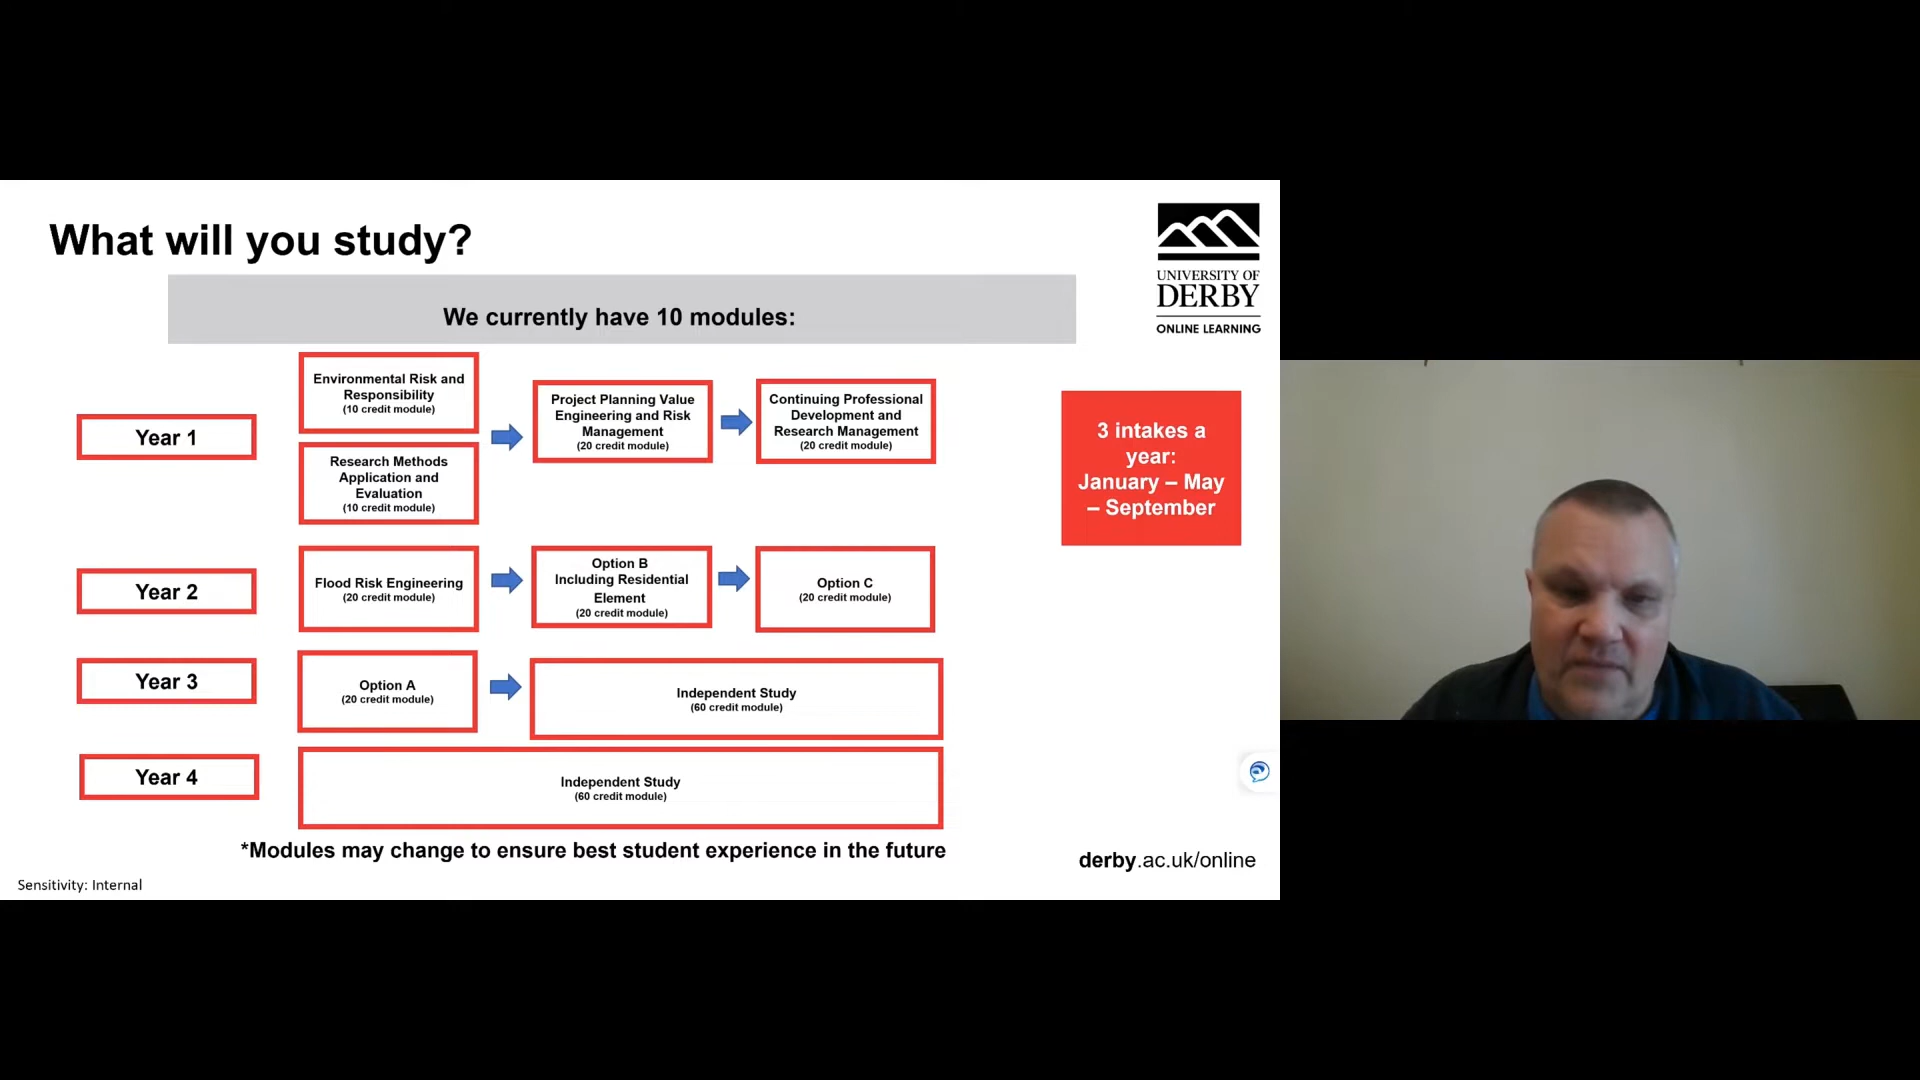 What will you study?
UNIVERSITY OF
DERBY
ONLINE LEARNING
We currently have 10 modules:
Year 1
Environmental Risk and
Responsibility
(10 credit module)
Research Methods
Application and
Evaluation
(10 credit module)
Project Planning Value
Engineering and Risk
Management
(20 credit module)
Continuing Professional
Development and
Research Management
(20 credit module)
3 intakes a
year:
January – May
– September
Year 2
Flood Risk Engineering
(20 credit module)
Option B
Including Residential
Element
(20 credit module)
Option C
(20 credit module)
Year 3
Option A
(20 credit module)
Independent Study
(60 credit module)
Year 4
Independent Study
(60 credit module)
*Modules may change to ensure best student experience in the future
derby.ac.uk/online
Sensitivity: Internal